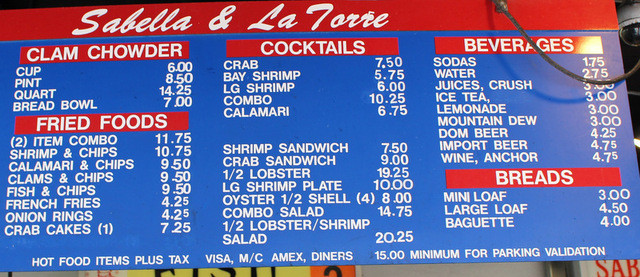 Sabella & La Torre
CLAM CHOWDER
CUP 6.00
PINT 8.50
QUART 14.25
BREAD BOWL 7.00
FRIED FOODS
(2) ITEM COMBO 11.75
SHRIMP & CHIPS 10.75
CALAMARI & CHIPS 9.50
CLAMS & CHIPS 9.50
FISH & CHIPS 9.50
FRENCH FRIES 4.25
ONION RINGS 4.25
CRAB CAKES (1) 7.25
COCKTAILS
CRAB 7.50
BAY SHRIMP 5.75
LG SHRIMP 6.00
COMBO 10.25
CALAMARI 6.75
SHRIMP SANDWICH 7.50
CRAB SANDWICH 9.00
1/2 LOBSTER 19.25
LG SHRIMP PLATE 10.00
OYSTER 1/2 SHELL (4) 8.00
COMBO SALAD 14.75
1/2 LOBSTER/SHRIMP
SALAD 20.25
BEVERAGES
SODAS 1.75
WATER 2.75
JUICES, CRUSH 3.00
ICE TEA, 3.00
LEMONADE 3.00
MOUNTAIN DEW 3.00
DOM BEER 4.25
IMPORT BEER 4.75
WINE, ANCHOR 4.75
BREADS
MINI LOAF 3.00
LARGE LOAF 4.50
BAGUETTE 4.00
HOT FOOD ITEMS PLUS TAX VISA, M/C AMEX, DINERS 15.00 MINIMUM FOR PARKING VALIDATION